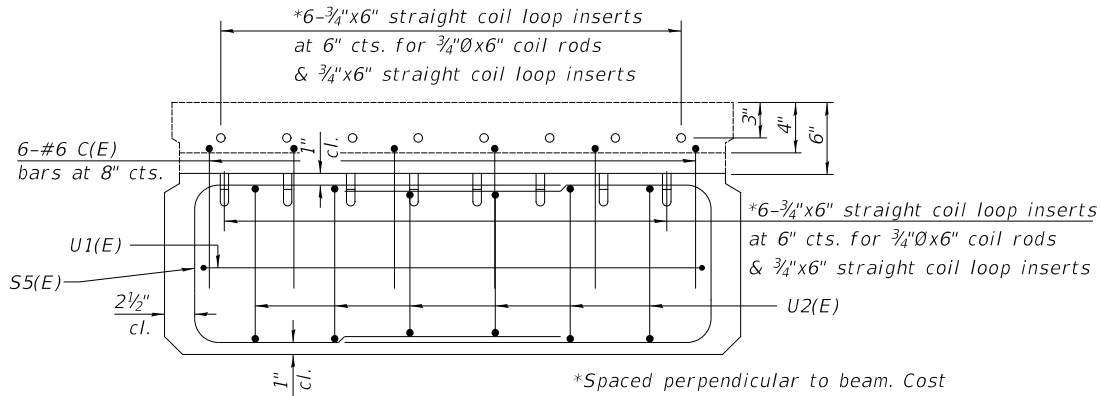 *6-¾"x6" straight coil loop inserts
at 6" cts. for ¾"Øx6" coil rods
& ¾"x6" straight coil loop inserts
3"
4"
6"
1"
cl.
6-#6 C(E)
bars at 8" cts.
*6-¾"x6" straight coil loop inserts
at 6" cts. for ¾"Øx6" coil rods
& ¾"x6" straight coil loop inserts
U1(E)
S5(E)
2½"
cl.
U2(E)
1"
cl.
*Spaced perpendicular to beam. Cost